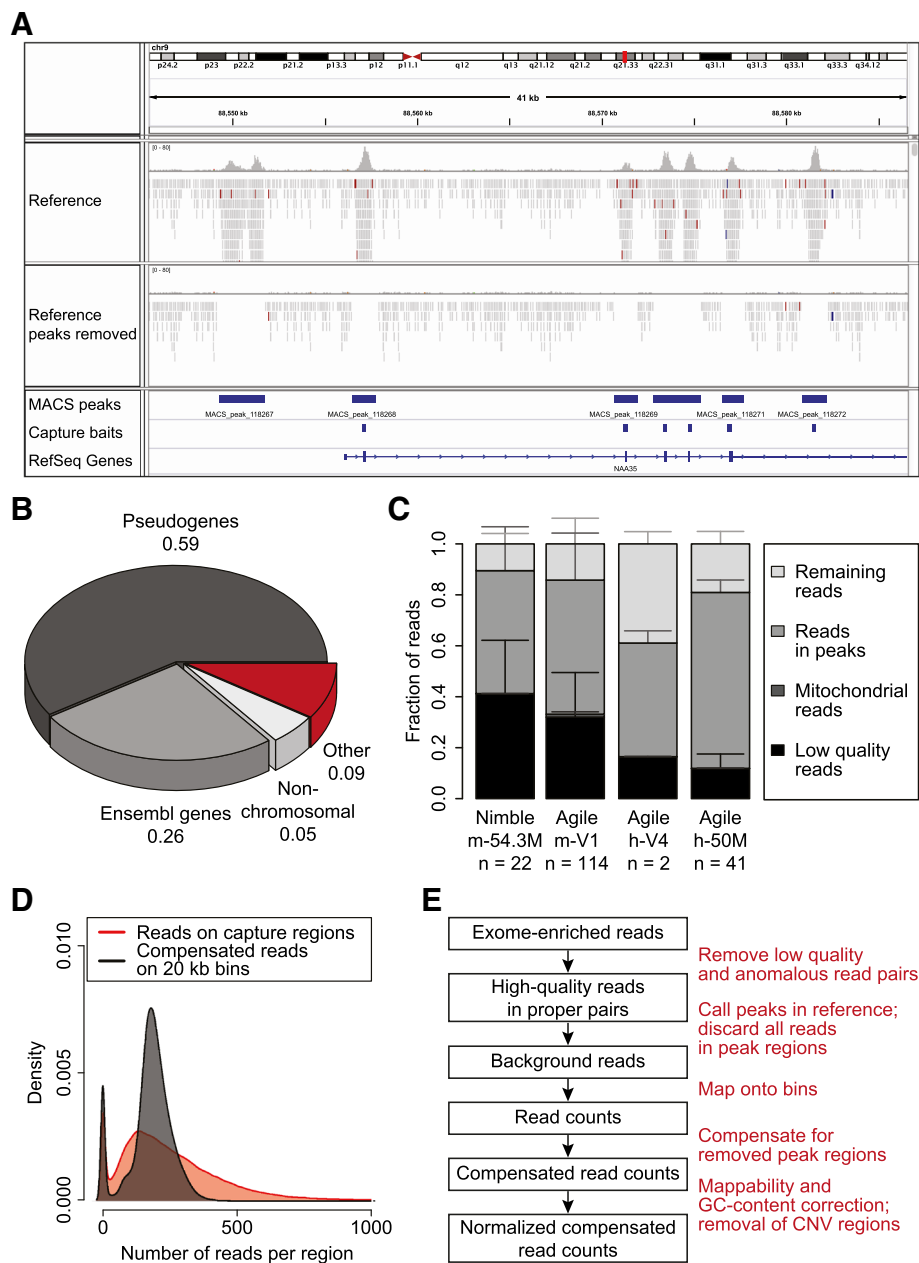 A
chr9
p24.2 p23 p22.2 p21.2 p13.3 p12 p11.1 q12 q13 q21.12 q21.2 q21.33 q22.31 q31.1 q31.3 q33.1 q33.3 q34.12
41 kb
88,550 kb 88,560 kb 88,570 kb 88,580 kb
[0 - 80]
Reference
[0 - 80]
Reference
peaks removed
MACS peaks
MACS_peak_118267 MACS_peak_118268 MACS_peak_118269 MACS_peak_118271 MACS_peak_118272
Capture baits
RefSeq Genes
NAA35
B
Pseudogenes
0.59
Other
0.09
Non-
chromosomal
0.05
Ensembl genes
0.26
C
Fraction of reads
1.0
0.8
0.6
0.4
0.2
0.0
Nimble
m-54.3M
n = 22
Agile
m-V1
n = 114
Agile
h-V4
n = 2
Agile
h-50M
n = 41
Remaining
reads
Reads
in peaks
Mitochondrial
reads
Low quality
reads
D
Reads on capture regions
Compensated reads
on 20 kb bins
Density
0.010
0.005
0.000
0 500 1000
Number of reads per region
E
Exome-enriched reads
Remove low quality
and anomalous read pairs
High-quality reads
in proper pairs
Call peaks in reference;
discard all reads
in peak regions
Background reads
Map onto bins
Read counts
Compensate for
removed peak regions
Compensated read counts
Mappability and
GC-content correction;
removal of CNV regions
Normalized compensated
read counts